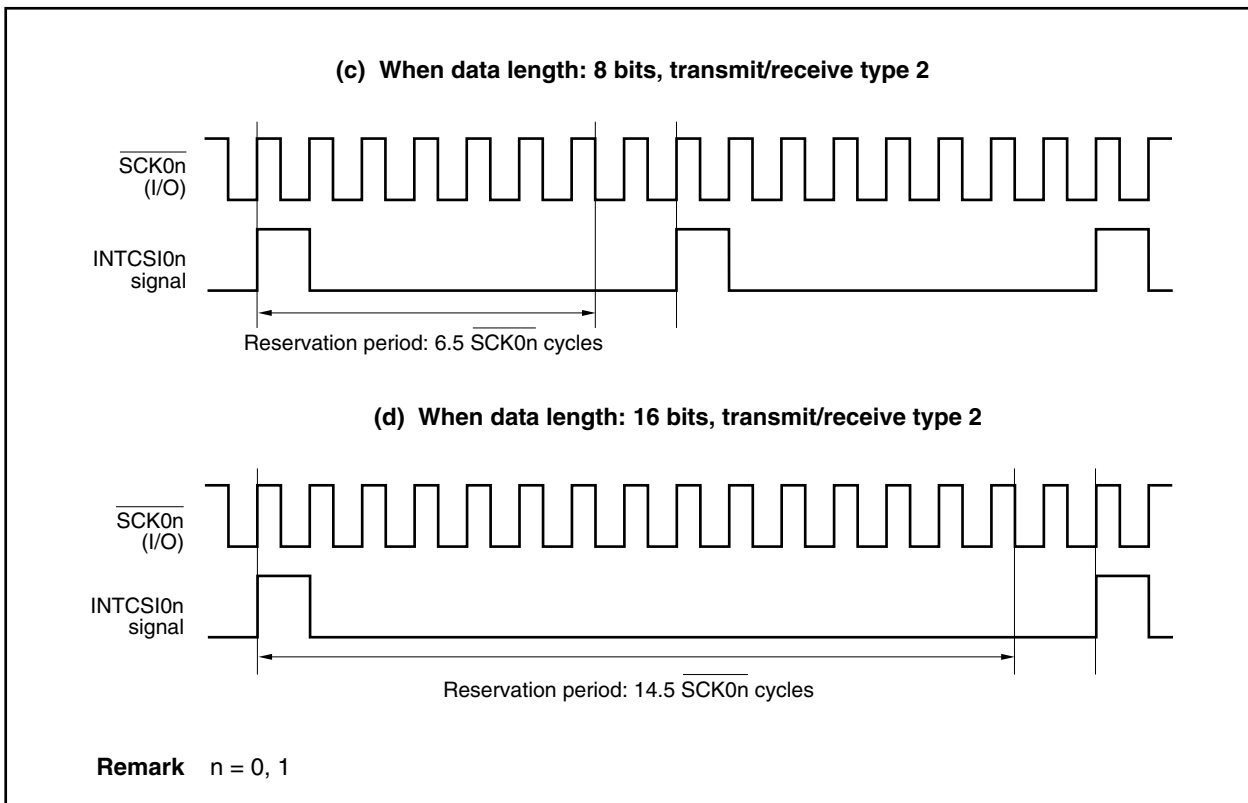 (c) When data length: 8 bits, transmit/receive type 2
SCK0n
(I/O)
INTCSI0n
signal
Reservation period: 6.5 SCK0n cycles
(d) When data length: 16 bits, transmit/receive type 2
SCK0n
(I/O)
INTCSI0n
signal
Reservation period: 14.5 SCK0n cycles
Remark n = 0, 1